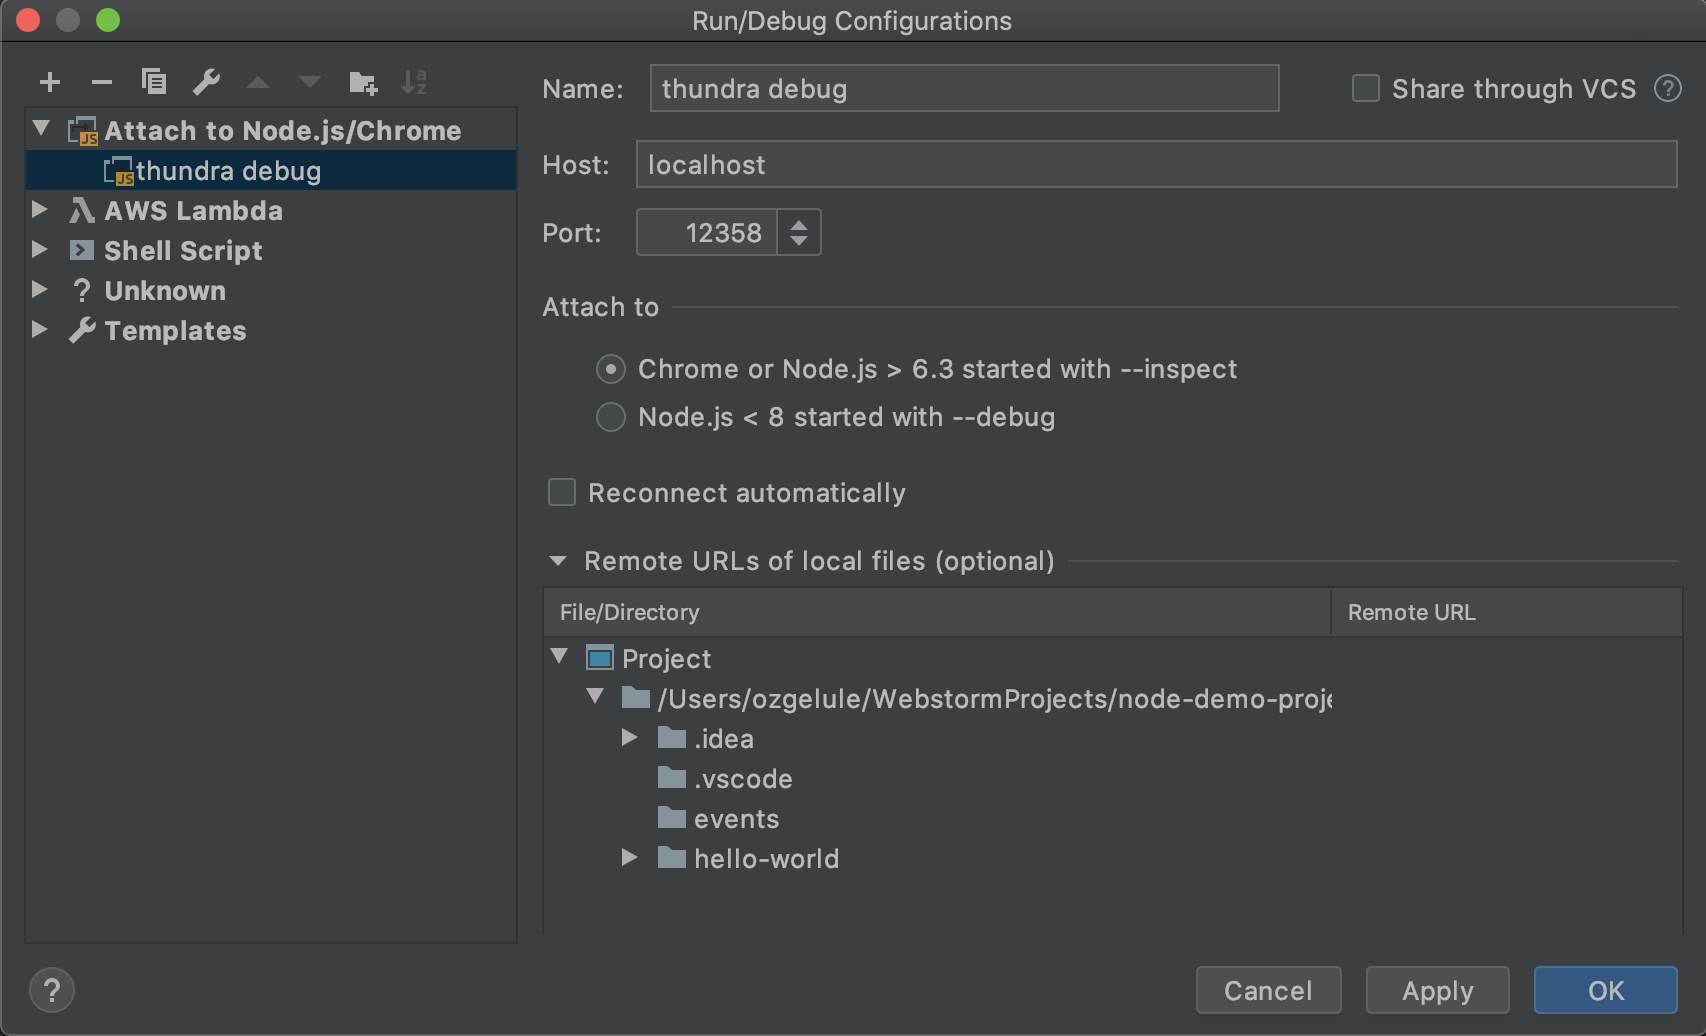 Run/Debug Configurations
Name: thundra debug Share through VCS ?
Attach to Node.js/Chrome
thundra debug
AWS Lambda
Shell Script
? Unknown
Templates
Host: localhost
Port: 12358
Attach to
Chrome or Node.js > 6.3 started with --inspect
Node.js < 8 started with --debug
Reconnect automatically
Remote URLs of local files (optional)
File/Directory Remote URL
Project
/Users/ozgelule/WebstormProjects/node-demo-proje
.idea
.vscode
events
hello-world
? Cancel Apply OK